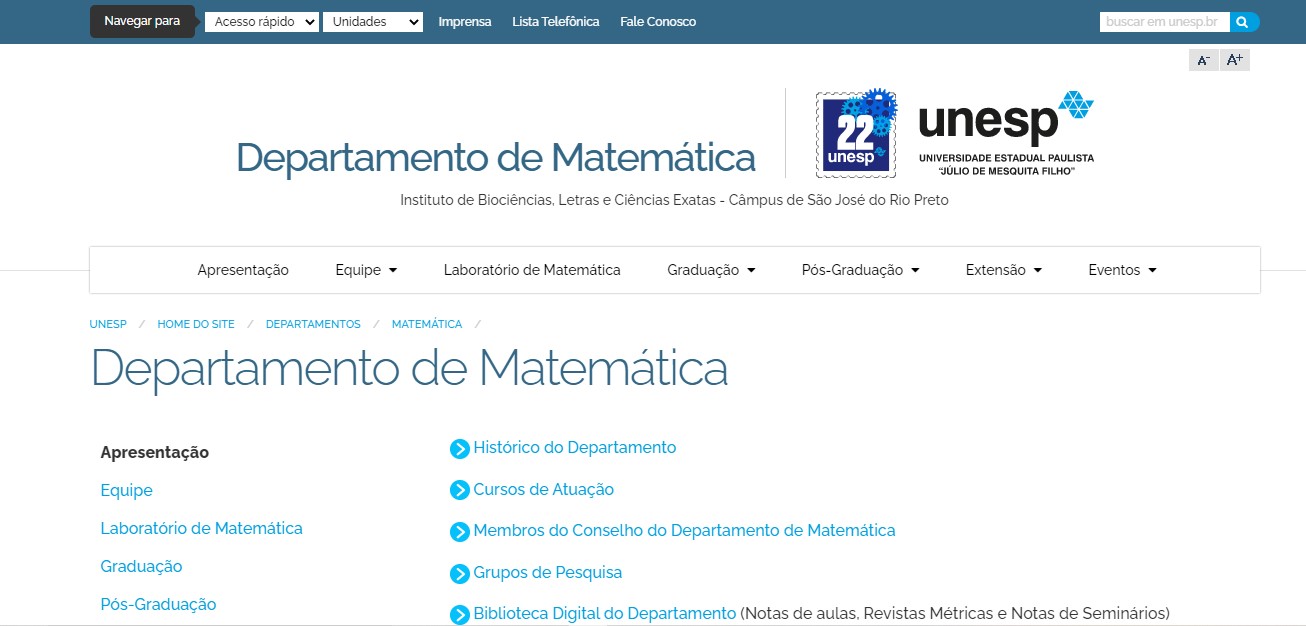 Navegar para Acesso rápido Unidades Imprensa Lista Telefônica Fale Conosco buscar em unesp.br
A- A+
Departamento de Matemática
22
unesp
unesp
UNIVERSIDADE ESTADUAL PAULISTA
"JÚLIO DE MESQUITA FILHO"
Instituto de Biociências, Letras e Ciências Exatas - Câmpus de São José do Rio Preto
Apresentação Equipe Laboratório de Matemática Graduação Pós-Graduação Extensão Eventos
UNESP / HOME DO SITE / DEPARTAMENTOS / MATEMÁTICA /
Departamento de Matemática
Apresentação
Equipe
Laboratório de Matemática
Graduação
Pós-Graduação
Histórico do Departamento
Cursos de Atuação
Membros do Conselho do Departamento de Matemática
Grupos de Pesquisa
Biblioteca Digital do Departamento (Notas de aulas, Revistas Métricas e Notas de Seminários)